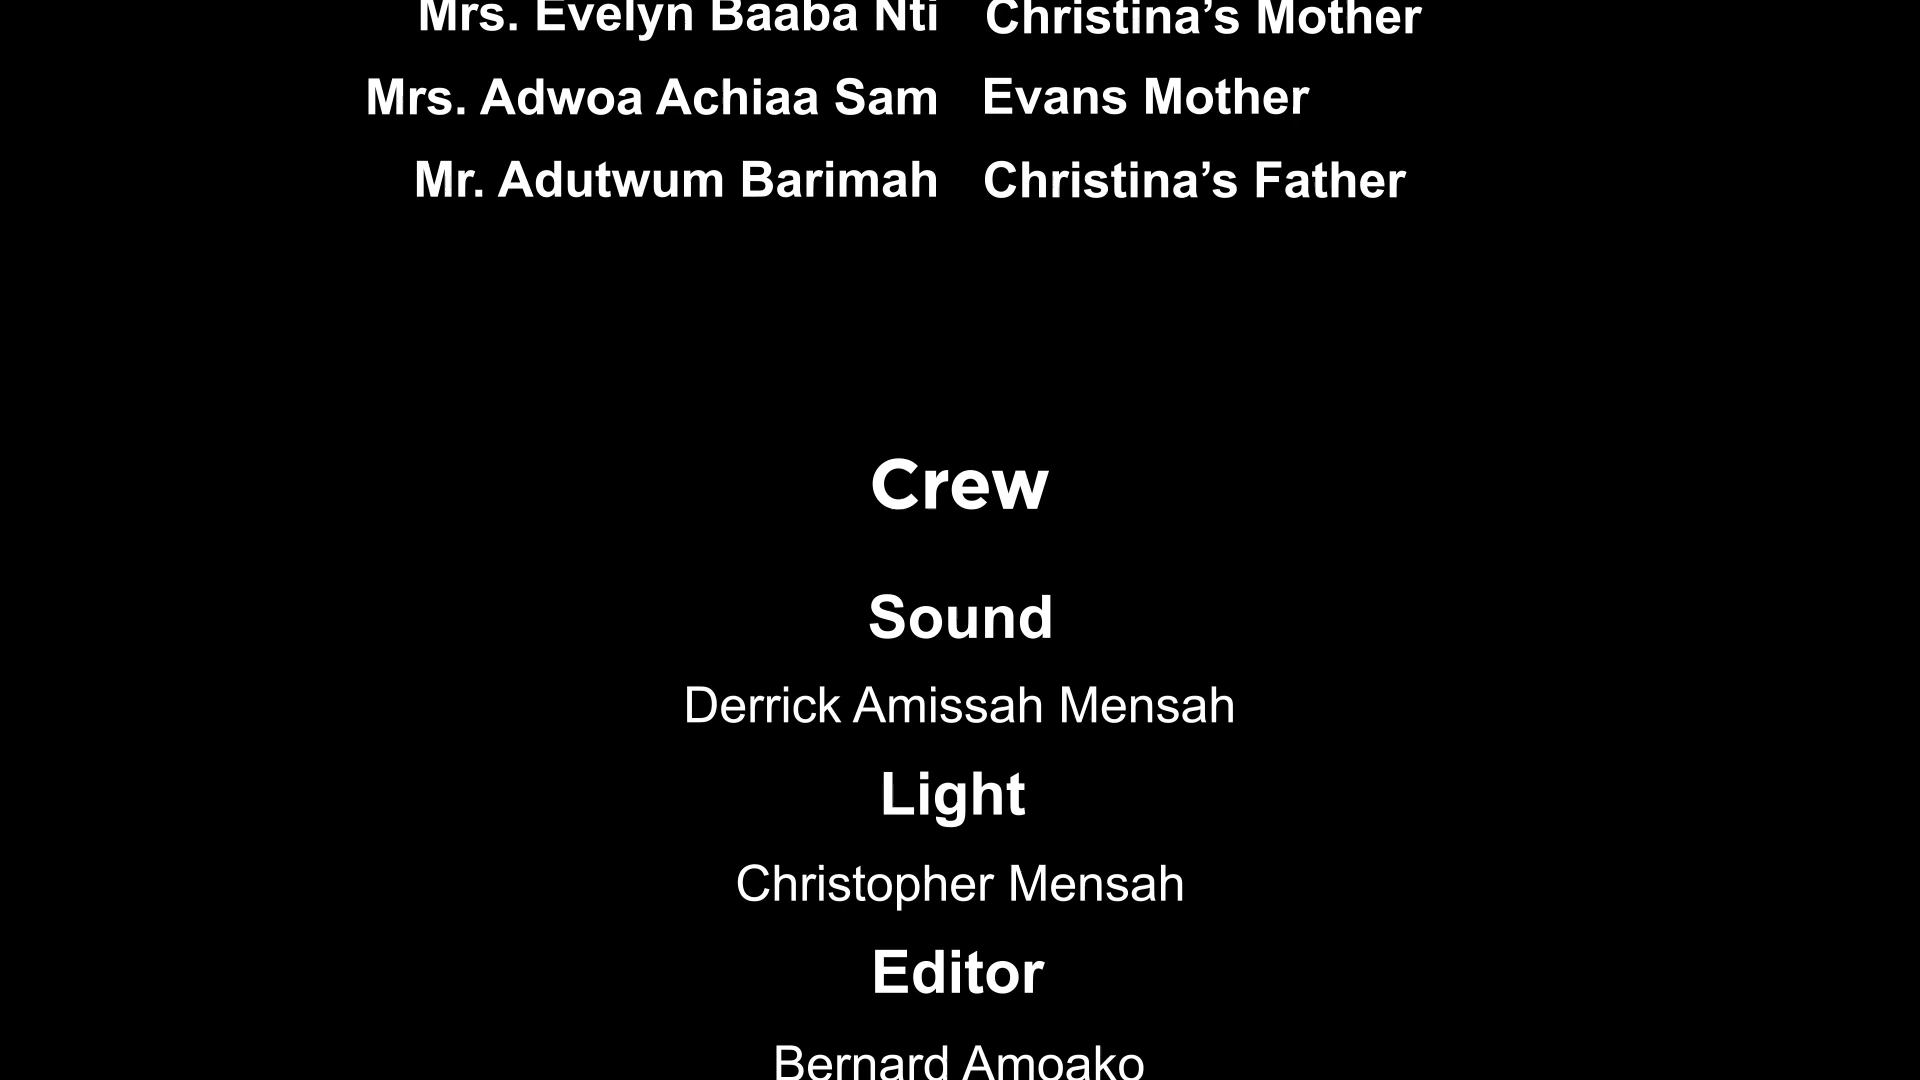 Mrs. Evelyn Baaba Nti Christina’s Mother
Mrs. Adwoa Achiaa Sam Evans Mother
Mr. Adutwum Barimah Christina’s Father
Crew
Sound
Derrick Amissah Mensah
Light
Christopher Mensah
Editor
Bernard Amoako